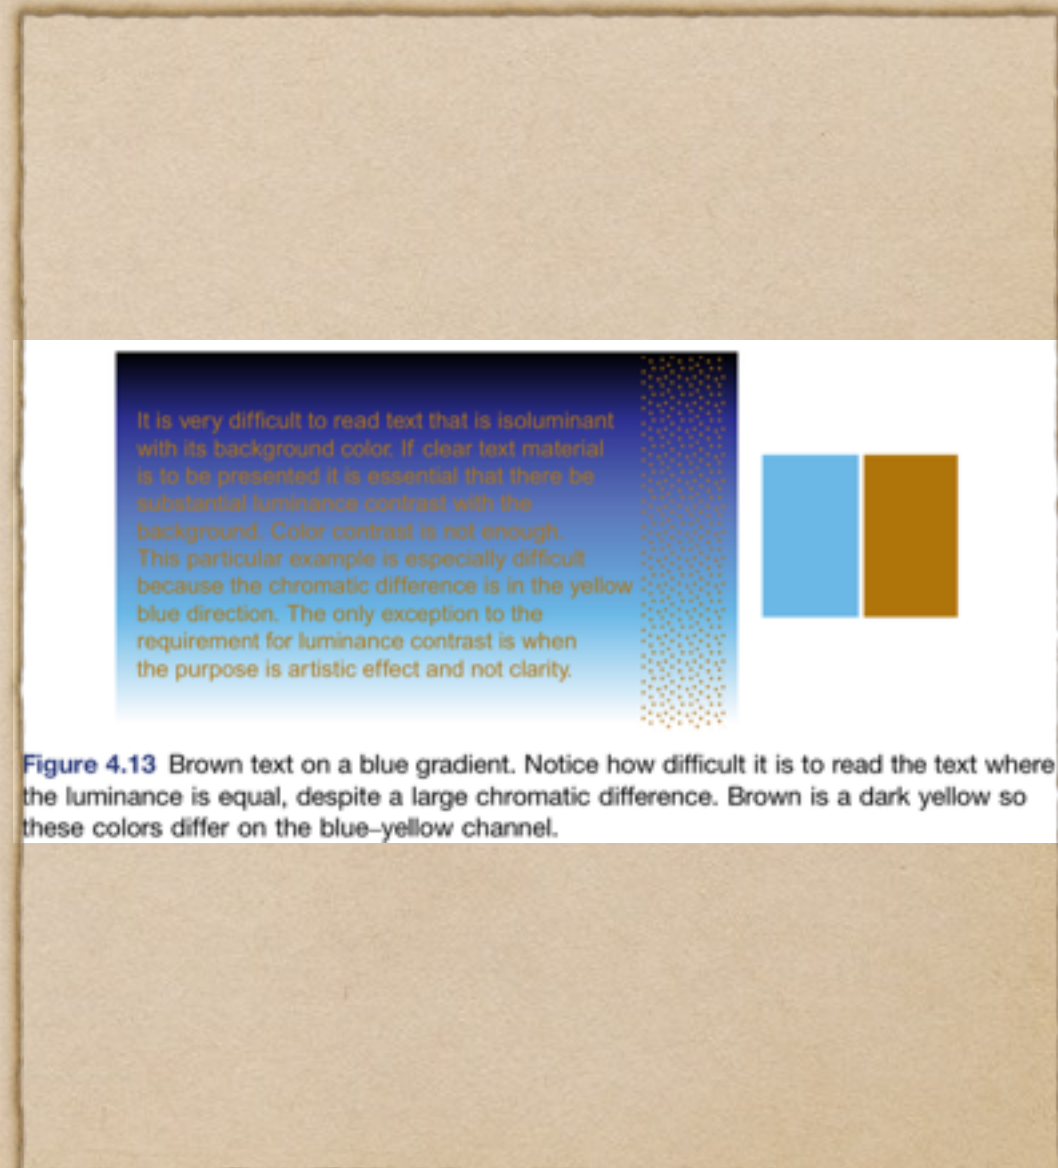 It is very difficult to read text that is isoluminant
with its background color. If clear text material
is to be presented it is essential that there be
substantial luminance contrast with the
background. Color contrast is not enough.
This particular example is especially difficult
because the chromatic difference is in the yellow
blue direction. The only exception to the
requirement for luminance contrast is when
the purpose is artistic effect and not clarity.
Figure 4.13 Brown text on a blue gradient. Notice how difficult it is to read the text where
the luminance is equal, despite a large chromatic difference. Brown is a dark yellow so
these colors differ on the blue–yellow channel.